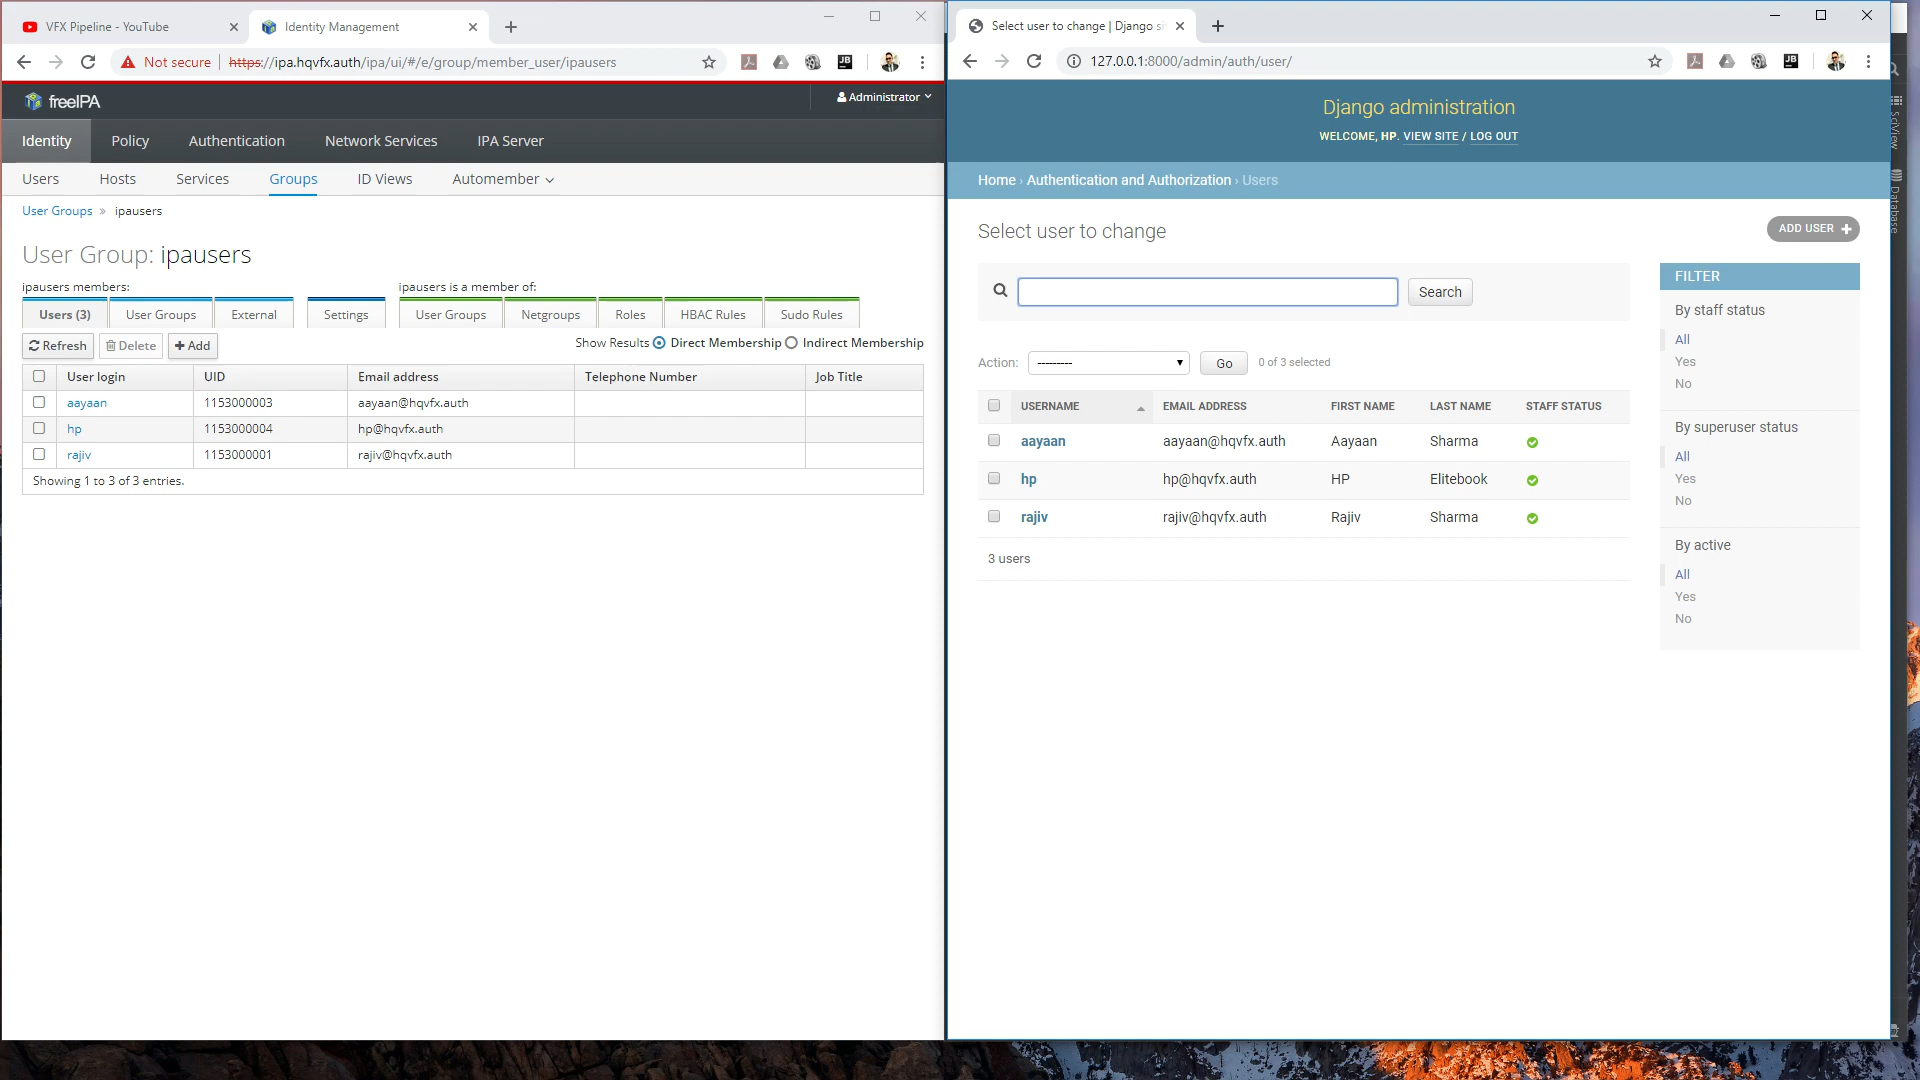 VFX Pipeline - YouTube
Identity Management
Not secure | https://ipa.hqvfx.auth/ipa/ui/#/e/group/member_user/ipausers
freeIPA
Administrator
Identity Policy Authentication Network Services IPA Server
Users Hosts Services Groups ID Views Automember
User Groups » ipausers
User Group: ipausers
ipausers members: ipausers is a member of:
Users (3) User Groups External Settings User Groups Netgroups Roles HBAC Rules Sudo Rules
Refresh Delete Add Show Results Direct Membership Indirect Membership
User login UID Email address Telephone Number Job Title
aayaan 1153000003 aayaan@hqvfx.auth
hp 1153000004 hp@hqvfx.auth
rajiv 1153000001 rajiv@hqvfx.auth
Showing 1 to 3 of 3 entries.
Select user to change | Django si
127.0.0.1:8000/admin/auth/user/
Django administration
WELCOME, HP. VIEW SITE / LOG OUT
Home › Authentication and Authorization › Users
Select user to change
ADD USER +
Search
Action: --------- Go 0 of 3 selected
USERNAME EMAIL ADDRESS FIRST NAME LAST NAME STAFF STATUS
aayaan aayaan@hqvfx.auth Aayaan Sharma
hp hp@hqvfx.auth HP Elitebook
rajiv rajiv@hqvfx.auth Rajiv Sharma
3 users
FILTER
By staff status
All
Yes
No
By superuser status
All
Yes
No
By active
All
Yes
No
JB
JB
SciView
Database